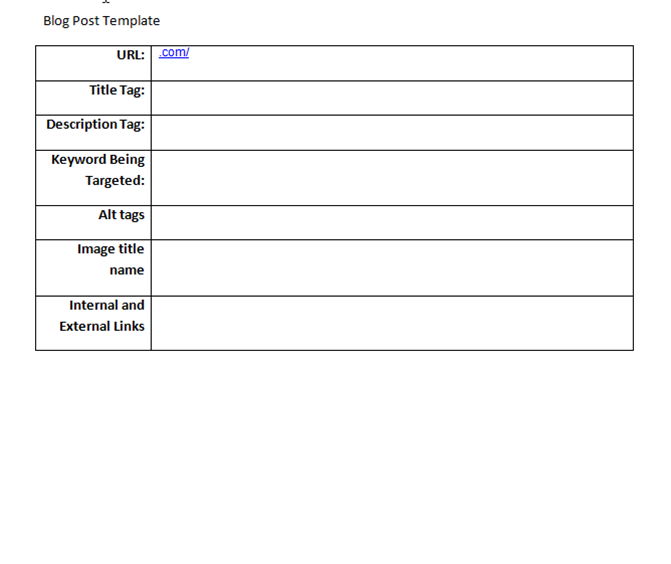 Blog Post Template
URL: .com/
Title Tag:
Description Tag:
Keyword Being
Targeted:
Alt tags
Image title
name
Internal and
External Links